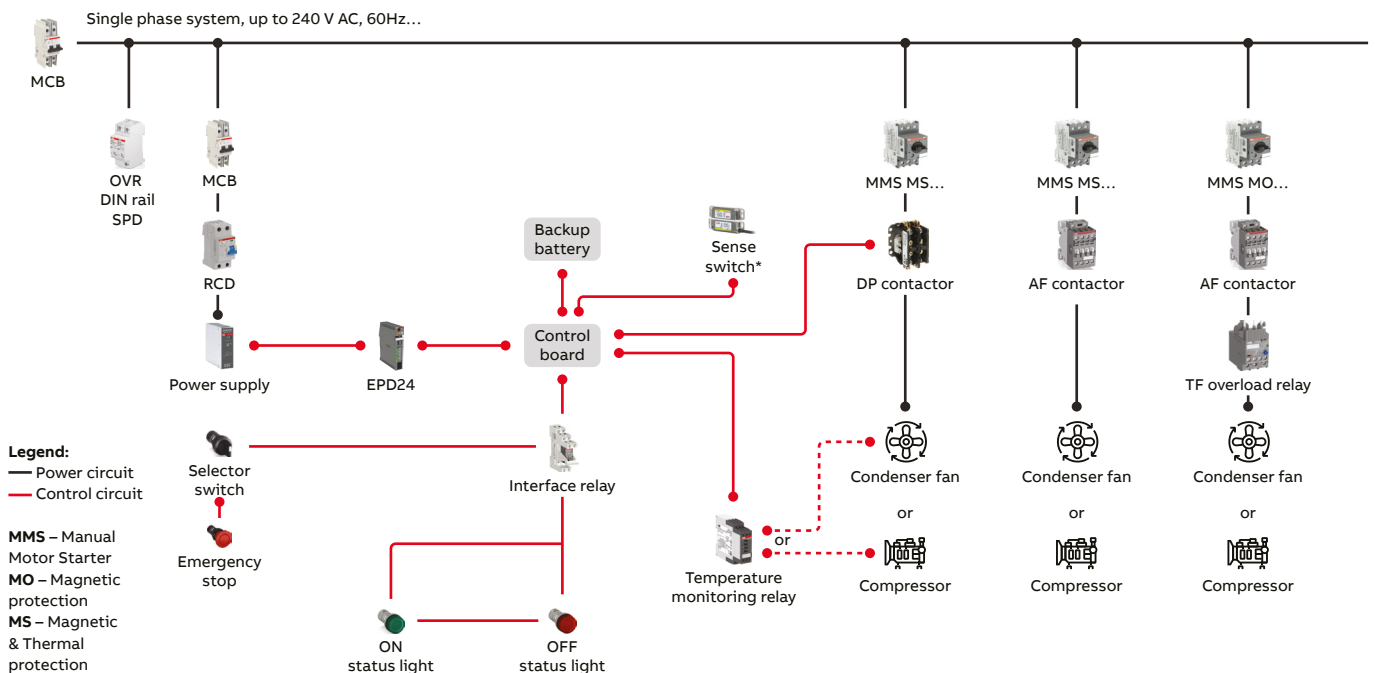 Single phase system, up to 240 V AC, 60Hz…
MCB
OVR
DIN rail
SPD
MCB
RCD
Power supply
EPD24
Backup
battery
Control
board
Sense
switch*
Interface relay
Selector
switch
Emergency
stop
ON
status light
OFF
status light
Temperature
monitoring relay
or
MMS MS…
DP contactor
Condenser fan
or
Compressor
MMS MS…
AF contactor
Condenser fan
or
Compressor
MMS MO…
AF contactor
TF overload relay
Condenser fan
or
Compressor
Legend:
Power circuit
Control circuit
MMS – Manual
Motor Starter
MO – Magnetic
protection
MS – Magnetic
& Thermal
protection